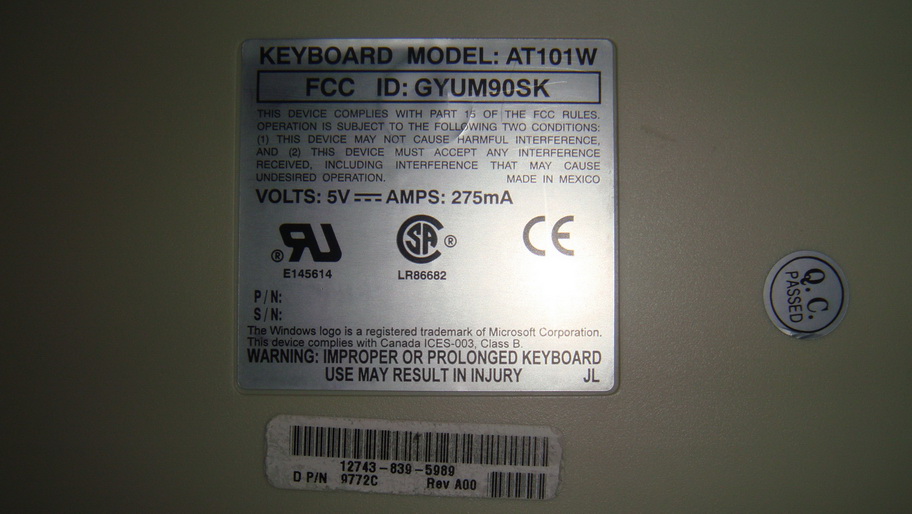 KEYBOARD MODEL: AT101W
FCC ID: GYUM90SK
THIS DEVICE COMPLIES WITH PART 15 OF THE FCC RULES.
OPERATION IS SUBJECT TO THE FOLLOWING TWO CONDITIONS:
(1) THIS DEVICE MAY NOT CAUSE HARMFUL INTERFERENCE,
AND (2) THIS DEVICE MUST ACCEPT ANY INTERFERENCE
RECEIVED, INCLUDING INTERFERENCE THAT MAY CAUSE
UNDESIRED OPERATION. MADE IN MEXICO
VOLTS: 5V AMPS: 275mA
® RU SA ® CE
E145614 LR86682
P/N:
S/N:
The Windows logo is a registered trademark of Microsoft Corporation.
This device complies with Canada ICES-003, Class B.
WARNING: IMPROPER OR PROLONGED KEYBOARD
USE MAY RESULT IN INJURY JL
Q.C.
PASSED
12743-839-5989
D P/N 9772C Rev A00